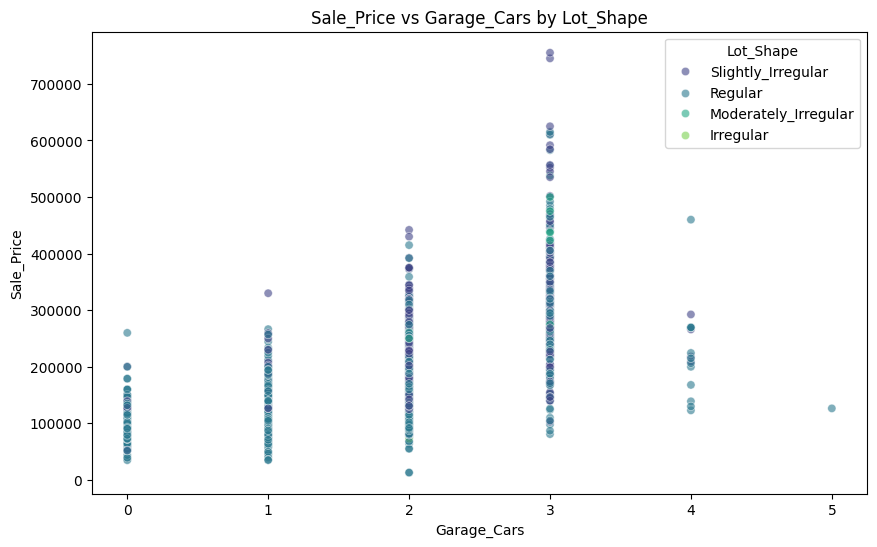 Sale_Price vs Garage_Cars by Lot_Shape
Lot_Shape
Slightly_Irregular
Regular
Moderately_Irregular
Irregular
Sale_Price
700000
600000
500000
400000
300000
200000
100000
0
0 1 2 3 4 5
Garage_Cars